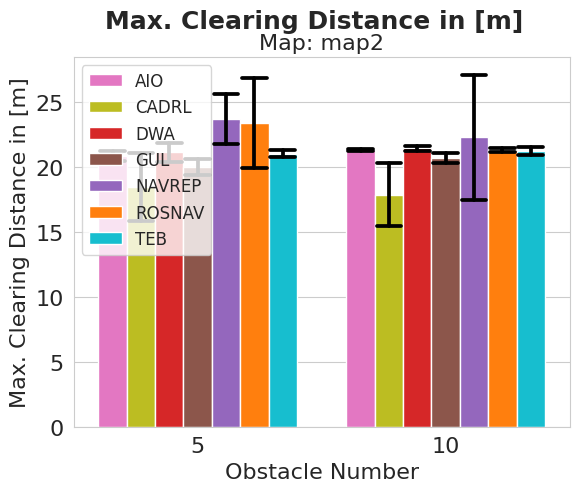 Max. Clearing Distance in [m]
Map: map2
Max. Clearing Distance in [m]
25
20
15
10
5
0
AIO
CADRL
DWA
GUL
NAVREP
ROSNAV
TEB
5
10
Obstacle Number